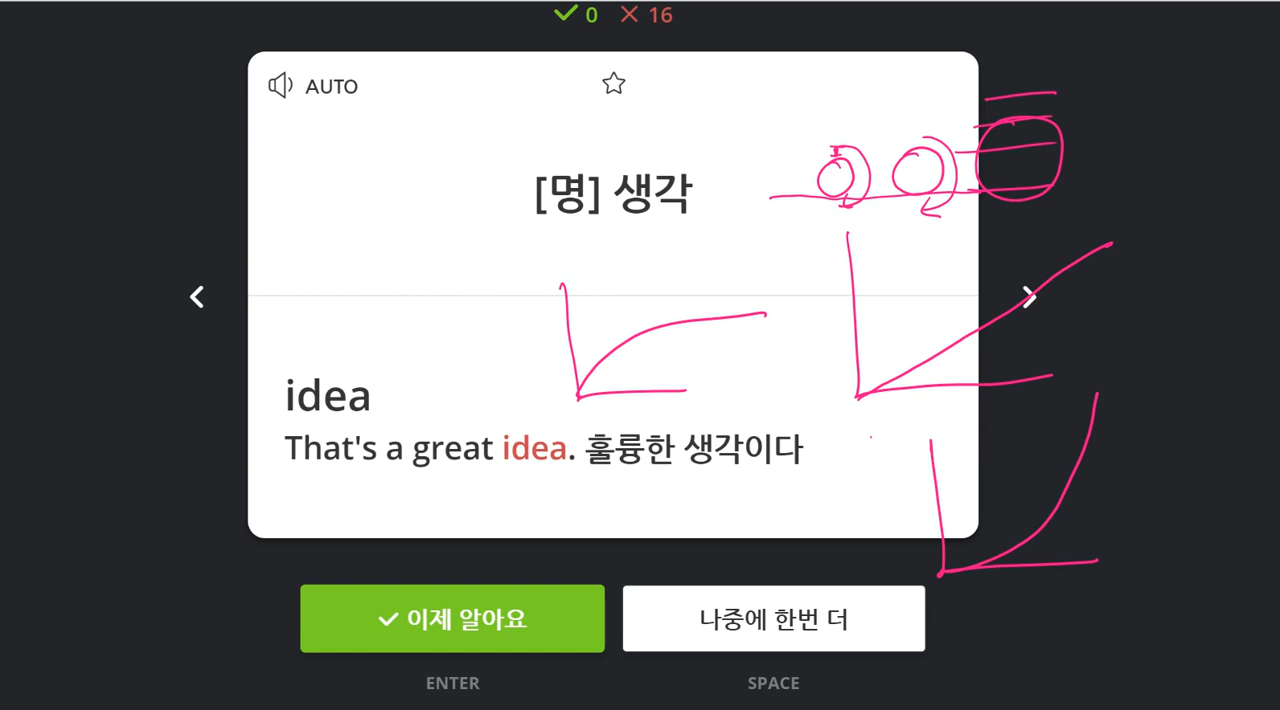 ✓ 0 ✕ 16
AUTO
[명] 생각
idea
That's a great idea. 훌륭한 생각이다
✓ 이제 알아요
나중에 한번 더
ENTER
SPACE